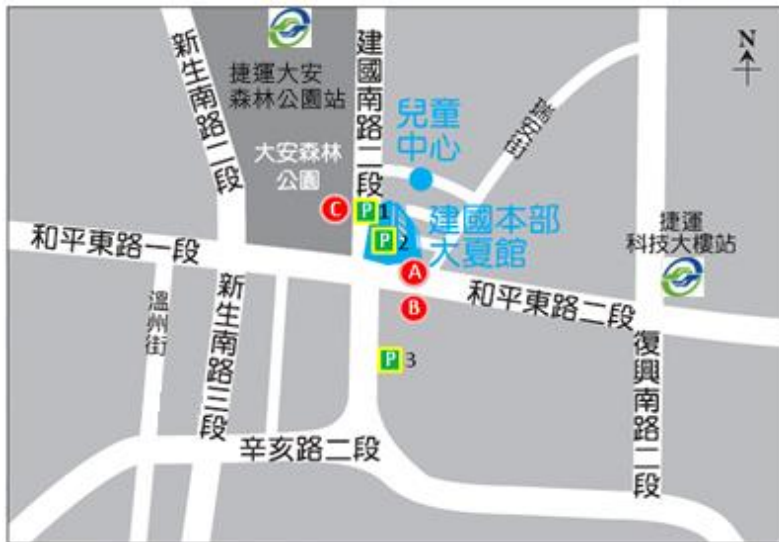 新生南路二段
捷運大安
森林公園站
大安森林
公園
建國南路二段
兒童
中心
瑞安街
N
C
P 1
P 2
建國本部
大夏館
捷運
科技大樓站
和平東路一段
A
B
和平東路二段
溫州街
新生南路三段
P 3
復興南路二段
辛亥路二段